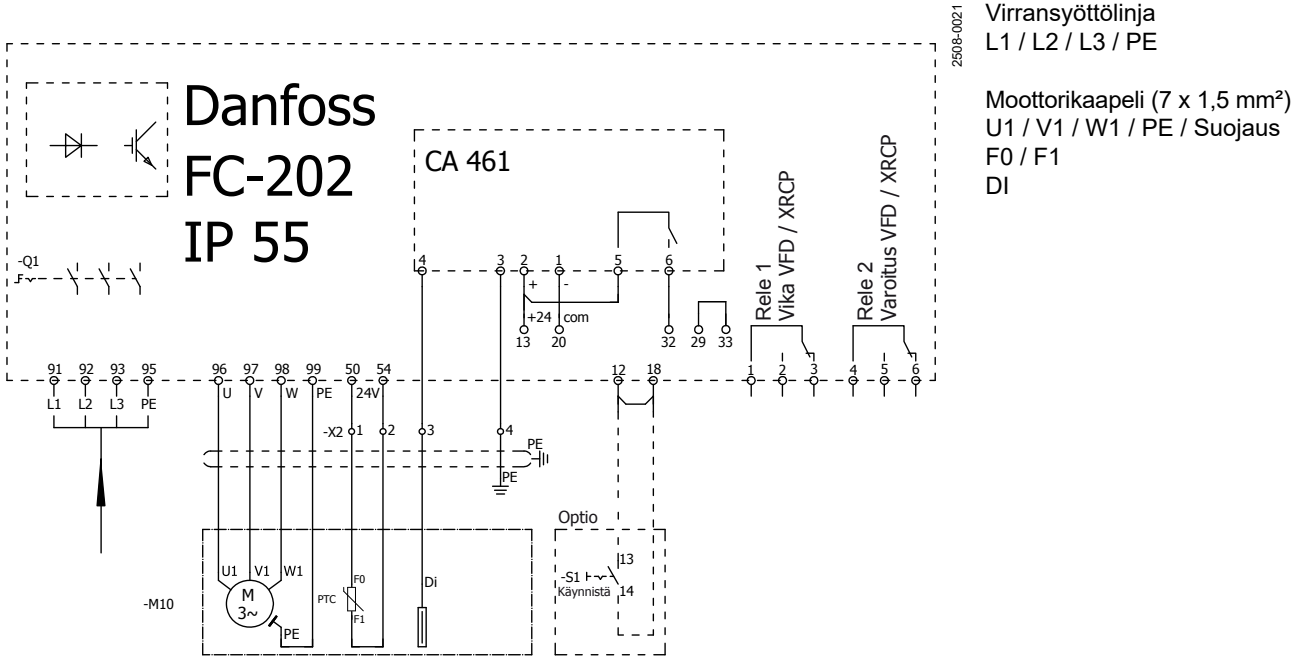 2508-0021
Virransyöttölinja
L1 / L2 / L3 / PE
Moottorikaapeli (7 x 1,5 mm²)
U1 / V1 / W1 / PE / Suojaus
F0 / F1
DI
Danfoss
FC-202
IP 55
CA 461
-Q1
4 3 2 1 5 6
+ -
+24 com
13 20 32 29 33
Rele 1
Vika VFD / XRCP
Rele 2
Varoitus VFD / XRCP
91 92 93 95 96 97 98 99 50 54 12 18 1 2 3 4 5 6
L1 L2 L3 PE U V W PE 24V
-X2 1 2 3 4
PE
PE
Optio
-M10
U1 V1 W1
M
3~
PE
PTC
F0
F1
Di
13
-S1
Käynnistä 14